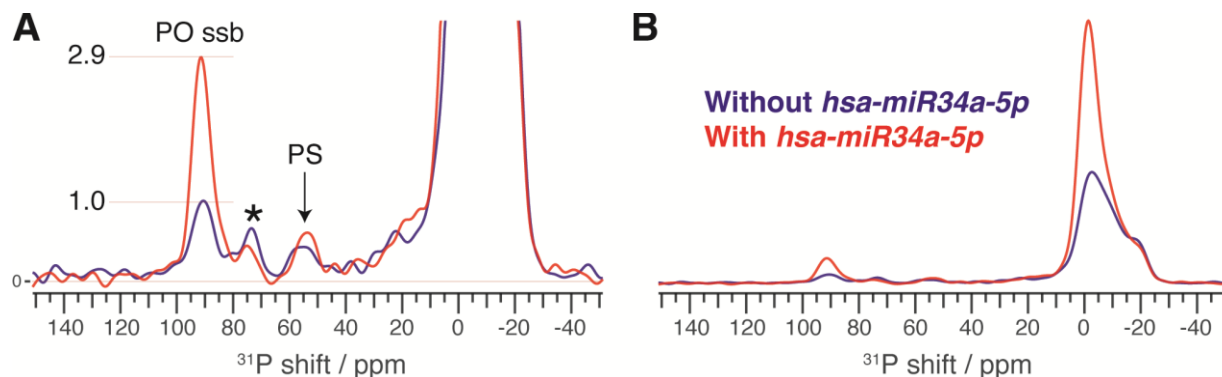 A
PO ssb
2.9
1.0
*
PS
0
140 120 100 80 60 40 20 0 -20 -40
³¹P shift / ppm
B
Without hsa-miR34a-5p
With hsa-miR34a-5p
140 120 100 80 60 40 20 0 -20 -40
³¹P shift / ppm